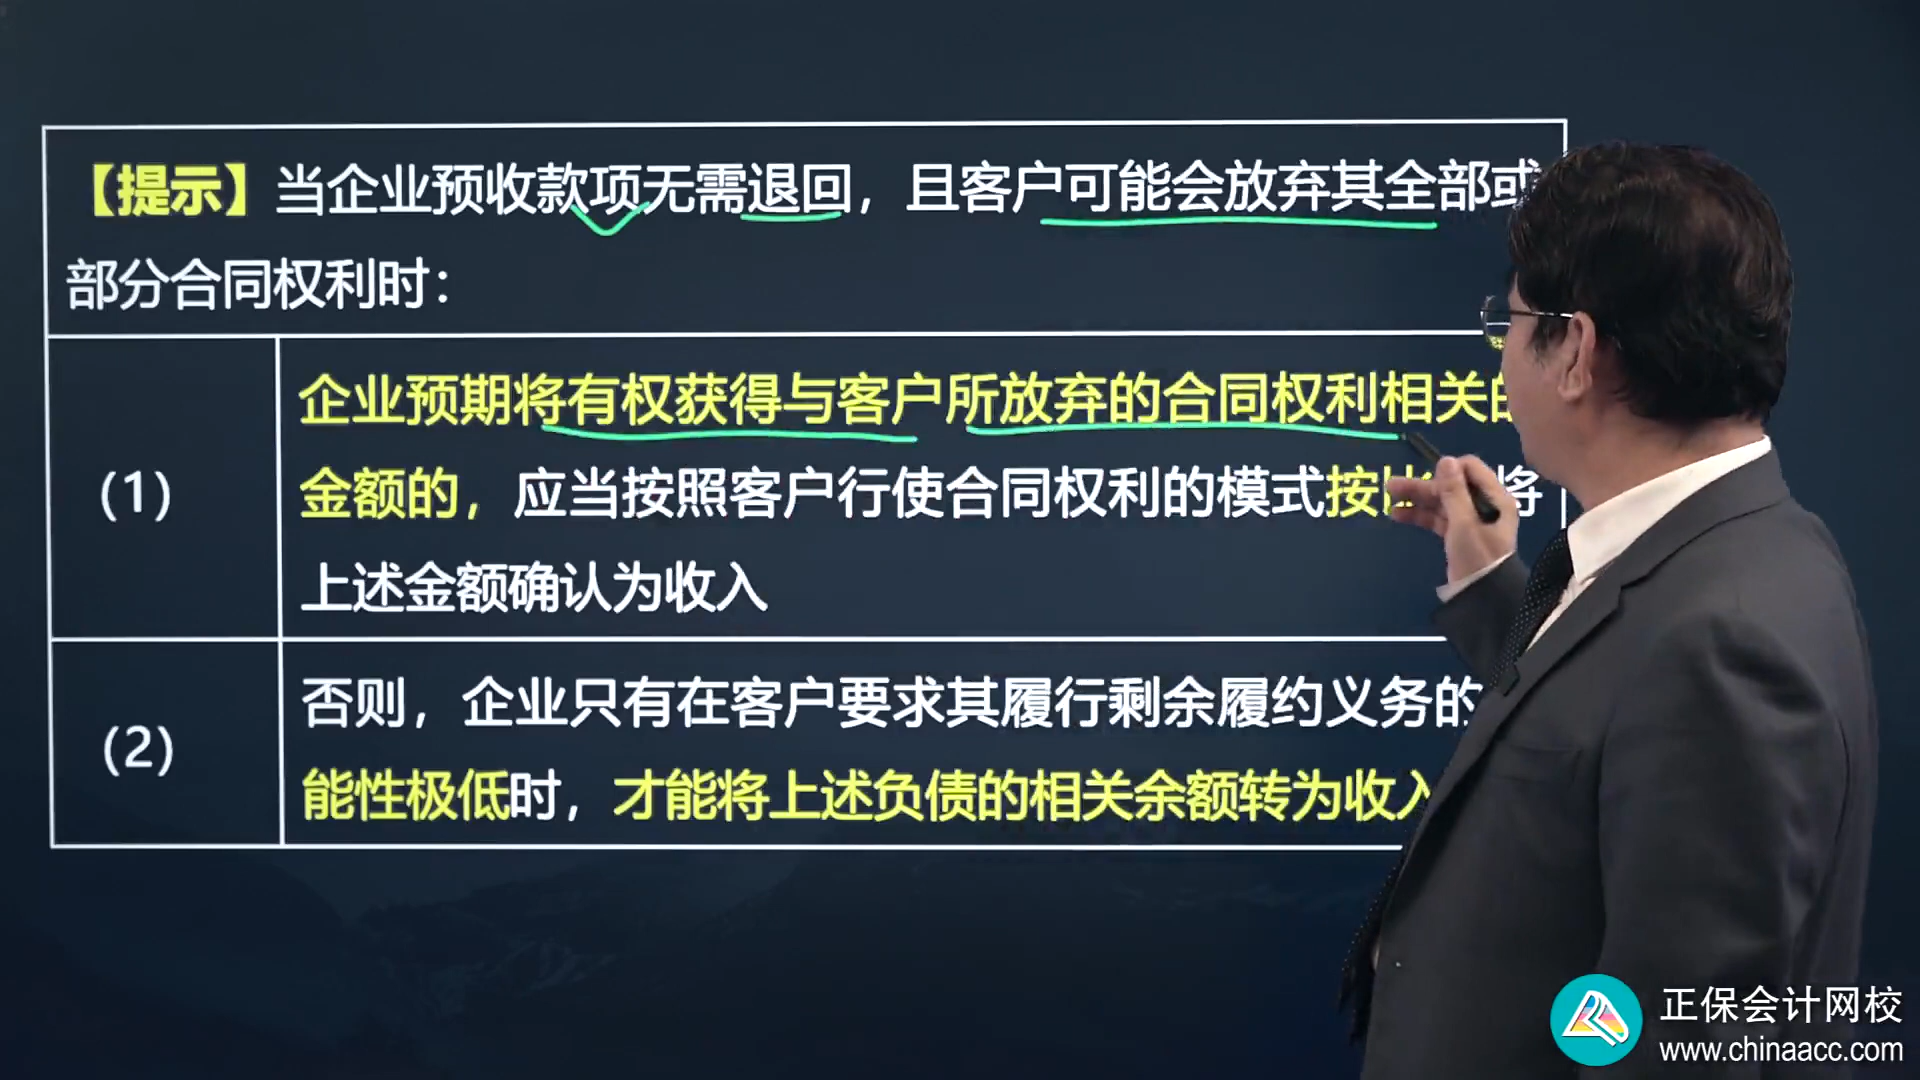 【提示】当企业预收款项无需退回，且客户可能会放弃其全部或
部分合同权利时：
(1)
企业预期将有权获得与客户所放弃的合同权利相关的
金额的，应当按照客户行使合同权利的模式按 将
上述金额确认为收入
(2)
否则，企业只有在客户要求其履行剩余履约义务的
能性极低时，才能将上述负债的相关余额转为收入
正保会计网校
www.chinaacc.com